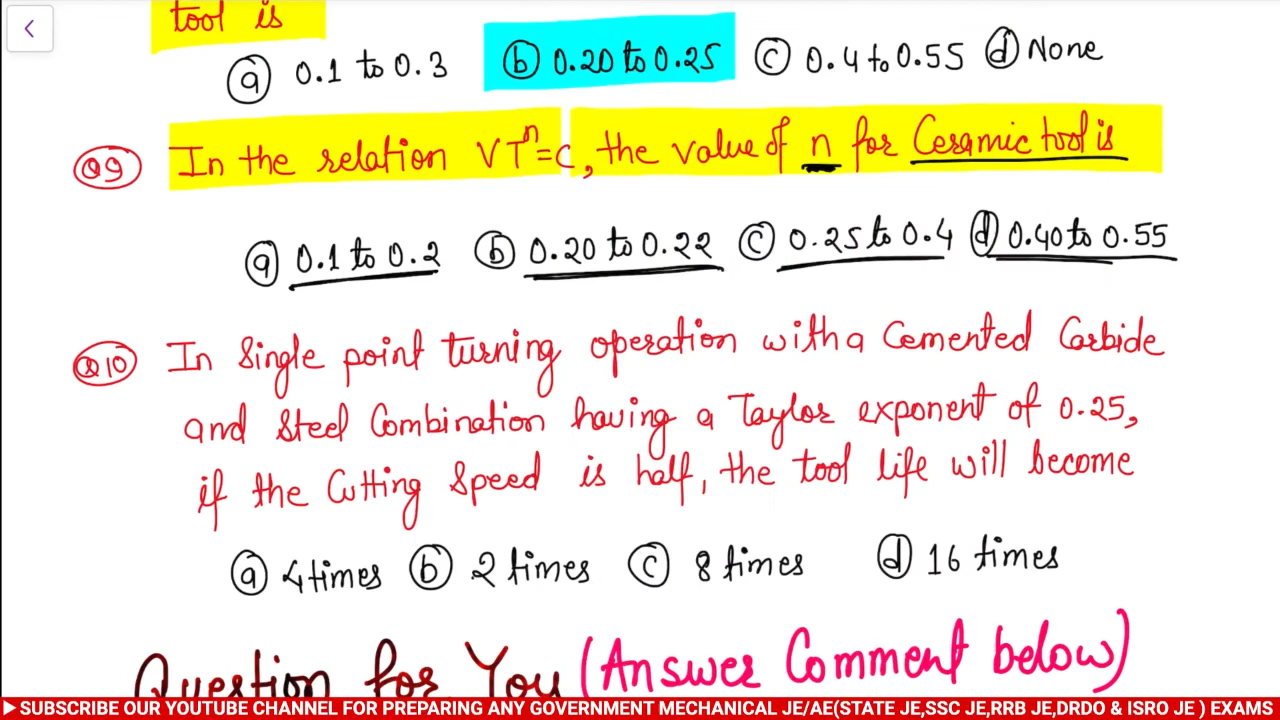 tool is
(a) 0.1 to 0.3 (b) 0.20 to 0.25 (c) 0.4 to 0.55 (d) None
Q9 In the relation VTⁿ=C, the value of n for Ceramic tool is
(a) 0.1 to 0.2 (b) 0.20 to 0.22 (c) 0.25 to 0.4 (d) 0.40 to 0.55
Q10 In Single point turning operation with a Cemented Carbide
and Steel Combination having a Taylor exponent of 0.25,
if the Cutting Speed is half, the tool life will become
(a) 4 times (b) 2 times (c) 8 times (d) 16 times
Question for You (Answer Comment below)
SUBSCRIBE OUR YOUTUBE CHANNEL FOR PREPARING ANY GOVERNMENT MECHANICAL JE/AE(STATE JE,SSC JE,RRB JE,DRDO & ISRO JE ) EXAMS